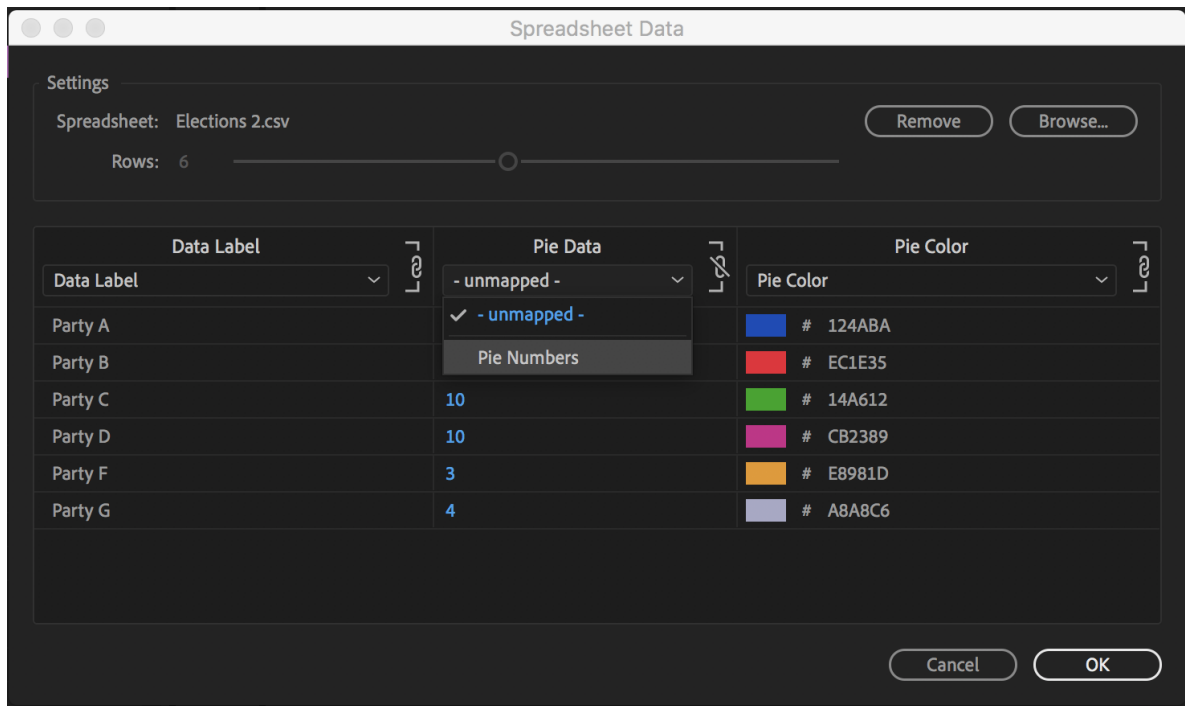 Spreadsheet Data
Settings
Spreadsheet: Elections 2.csv
Remove
Browse...
Rows: 6
Data Label
Pie Data
Pie Color
Data Label
- unmapped -
Pie Color
- unmapped -
Pie Numbers
Party A # 124ABA
Party B # EC1E35
Party C 10 # 14A612
Party D 10 # CB2389
Party F 3 # E8981D
Party G 4 # A8A8C6
Cancel
OK